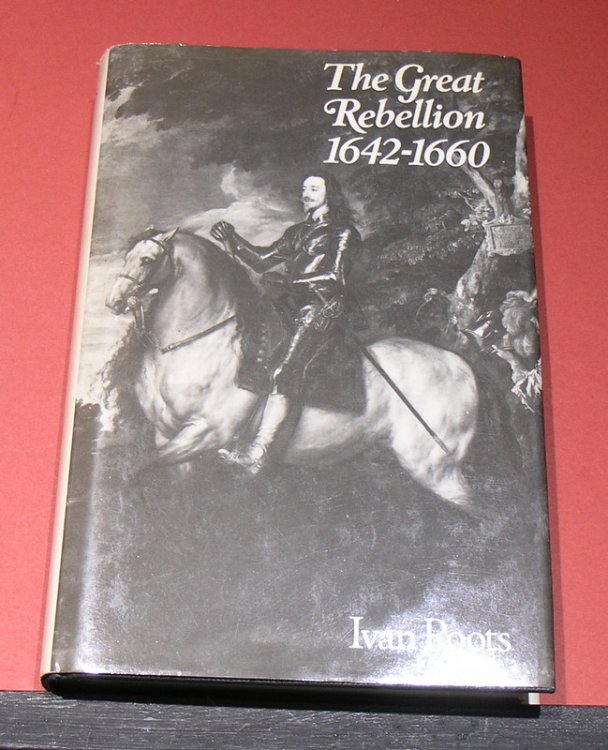 The Great
Rebellion
1642-1660
Ivan Roots